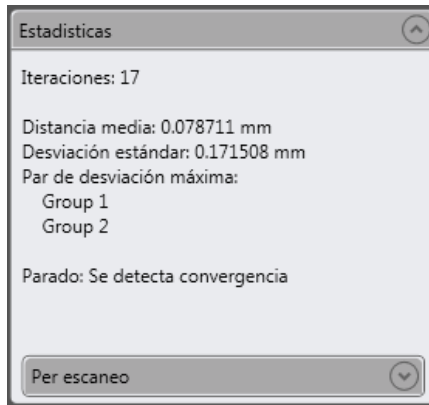 Estadisticas
Iteraciones: 17
Distancia media: 0.078711 mm
Desviación estándar: 0.171508 mm
Par de desviación máxima:
Group 1
Group 2
Parado: Se detecta convergencia
Per escaneo